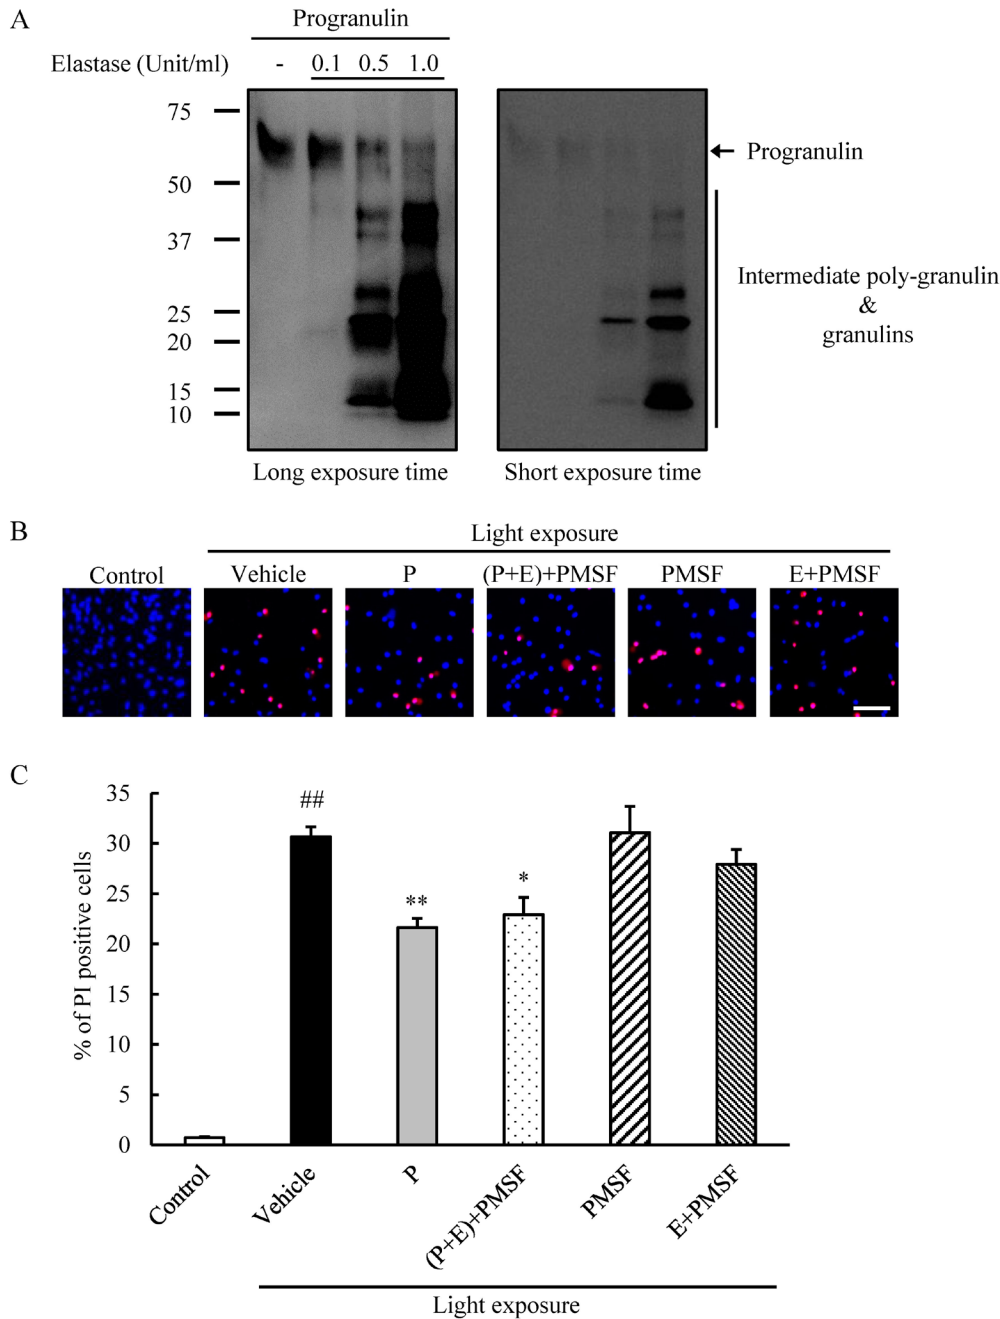 A
Progranulin
Elastase (Unit/ml)
- 0.1 0.5 1.0
75
50
37
25
20
15
10
Progranulin
Intermediate poly-granulin
&
granulins
Long exposure time
Short exposure time
B
Light exposure
Control
Vehicle
P
(P+E)+PMSF
PMSF
E+PMSF
C
% of PI positive cells
35
30
25
20
15
10
5
0
##
**
*
Control
Vehicle
P
(P+E)+PMSF
PMSF
E+PMSF
Light exposure